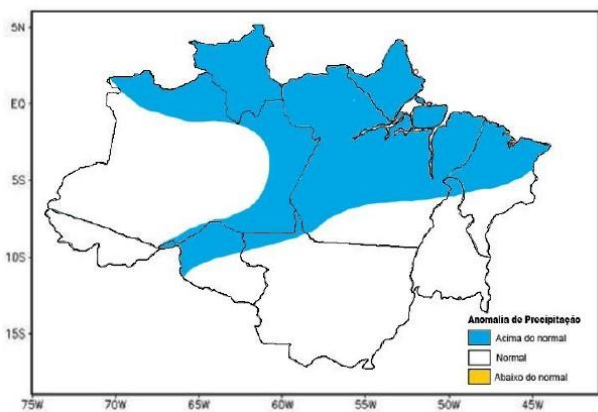 5N
EQ
5S
10S
15S
Anomalia de Precipitação
Acima do normal
Normal
Abaixo do normal
75W 70W 65W 60W 55W 50W 45W